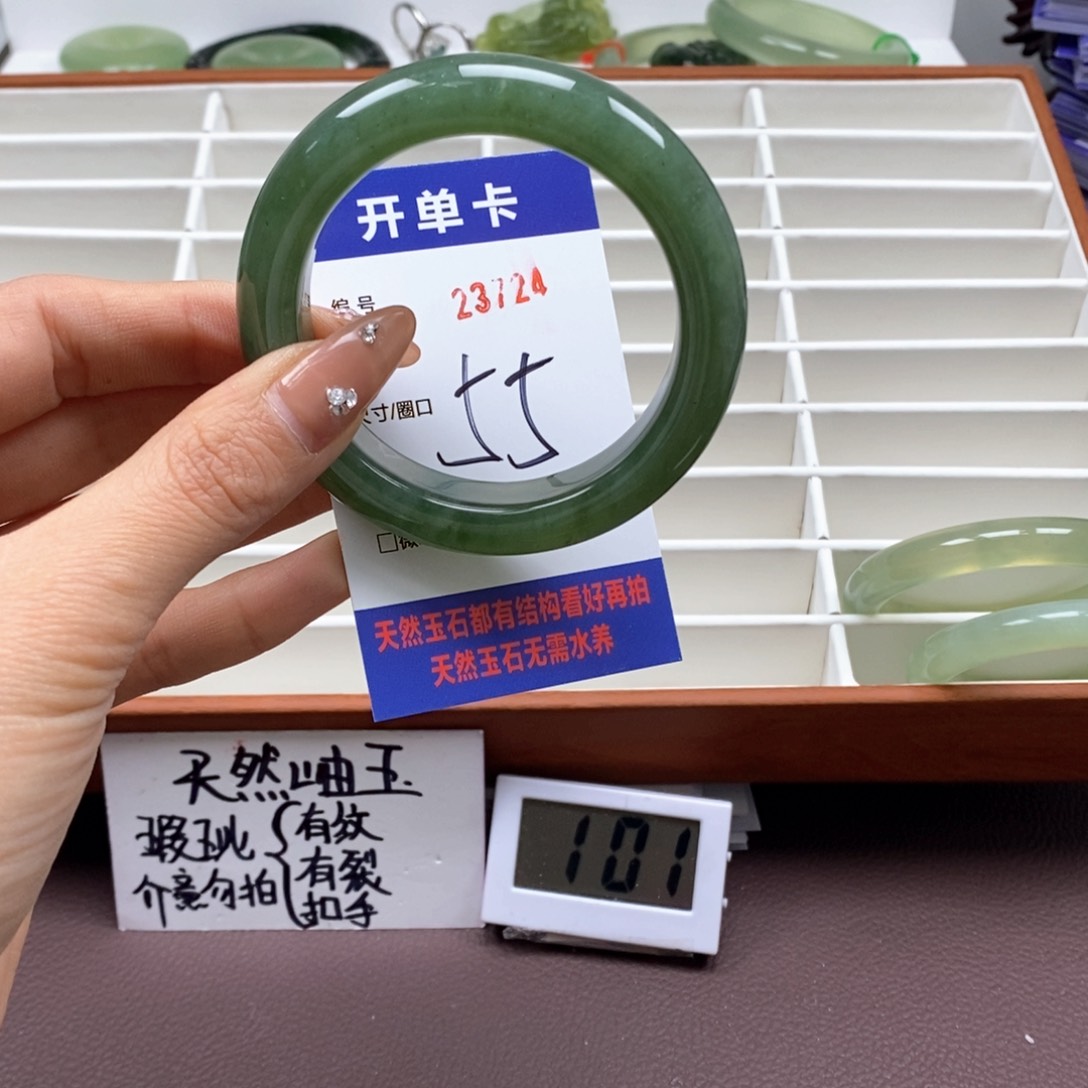 开单卡
编号 23724
寸/圈口 55
天然玉石都有结构看好再拍
天然玉石无需水养
天然岫玉
瑕玼 有纹
有裂
介意勿拍 扣手
101